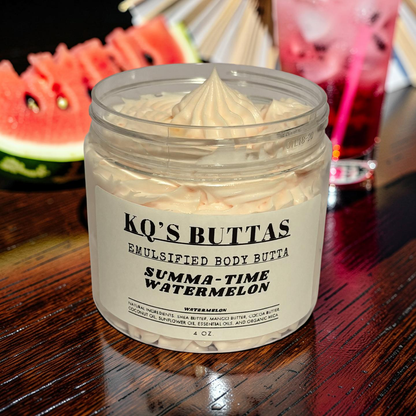 KQ'S BUTTAS
EMULSIFIED BODY BUTTA
SUMMA-TIME
WATERMELON
WATERMELON
NATURAL INGREDIENTS: SHEA BUTTER, MANGO BUTTER, COCOA BUTTER,
COCONUT OIL, SUNFLOWER OIL, ESSENTIAL OILS, AND ORGANIC MICA
4 OZ